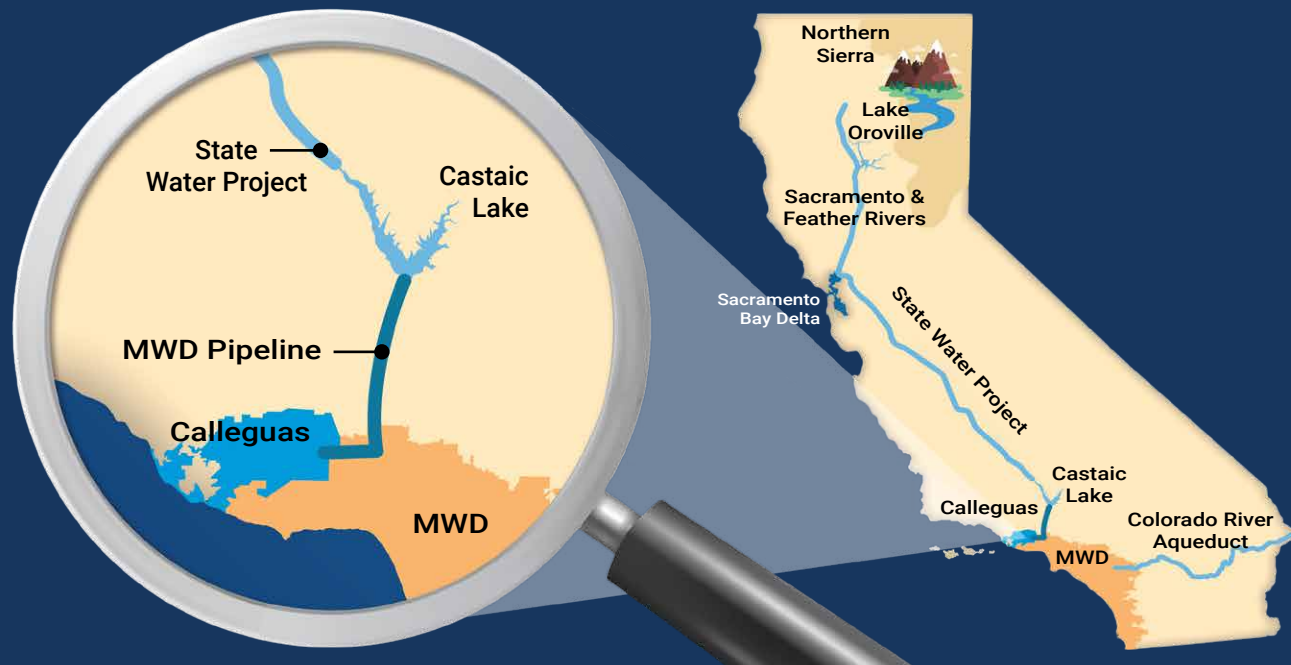 State
Water Project
Castaic
Lake
MWD Pipeline
Calleguas
MWD
Northern
Sierra
Lake
Oroville
Sacramento &
Feather Rivers
Sacramento
Bay Delta
State Water Project
Castaic
Lake
Calleguas
Colorado River
Aqueduct
MWD